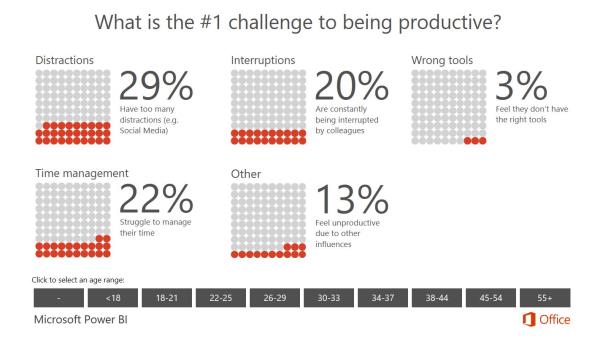 What is the #1 challenge to being productive?
Distractions
29%
Have too many
distractions (e.g.
Social Media)
Interruptions
20%
Are constantly
being interrupted
by colleagues
Wrong tools
3%
Feel they don't have
the right tools
Time management
22%
Struggle to manage
their time
Other
13%
Feel unproductive
due to other
influences
Click to select an age range:
- <18 18-21 22-25 26-29 30-33 34-37 38-44 45-54 55+
Microsoft Power BI
Office